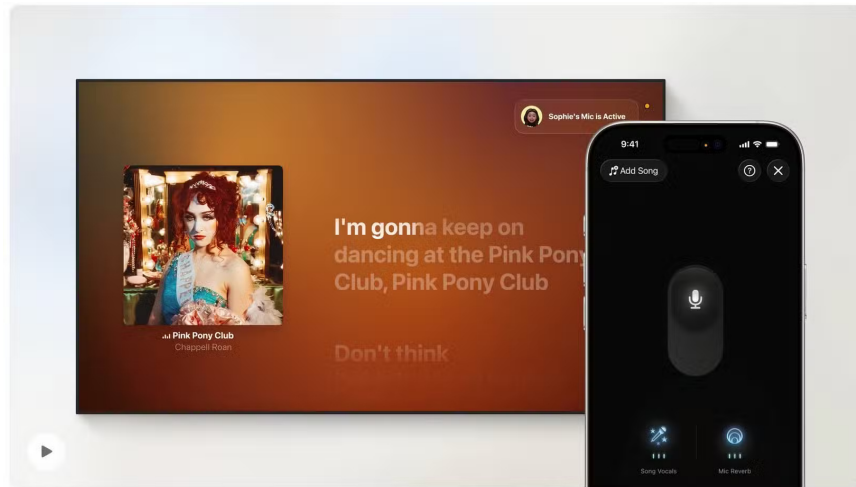 Sophie's Mic is Active
I'm gonna keep on
dancing at the Pink Pony
Club, Pink Pony Club
Don't think
Pink Pony Club
Chappell Roan
9:41
Add Song
?
Song Vocals
Mic Reverb